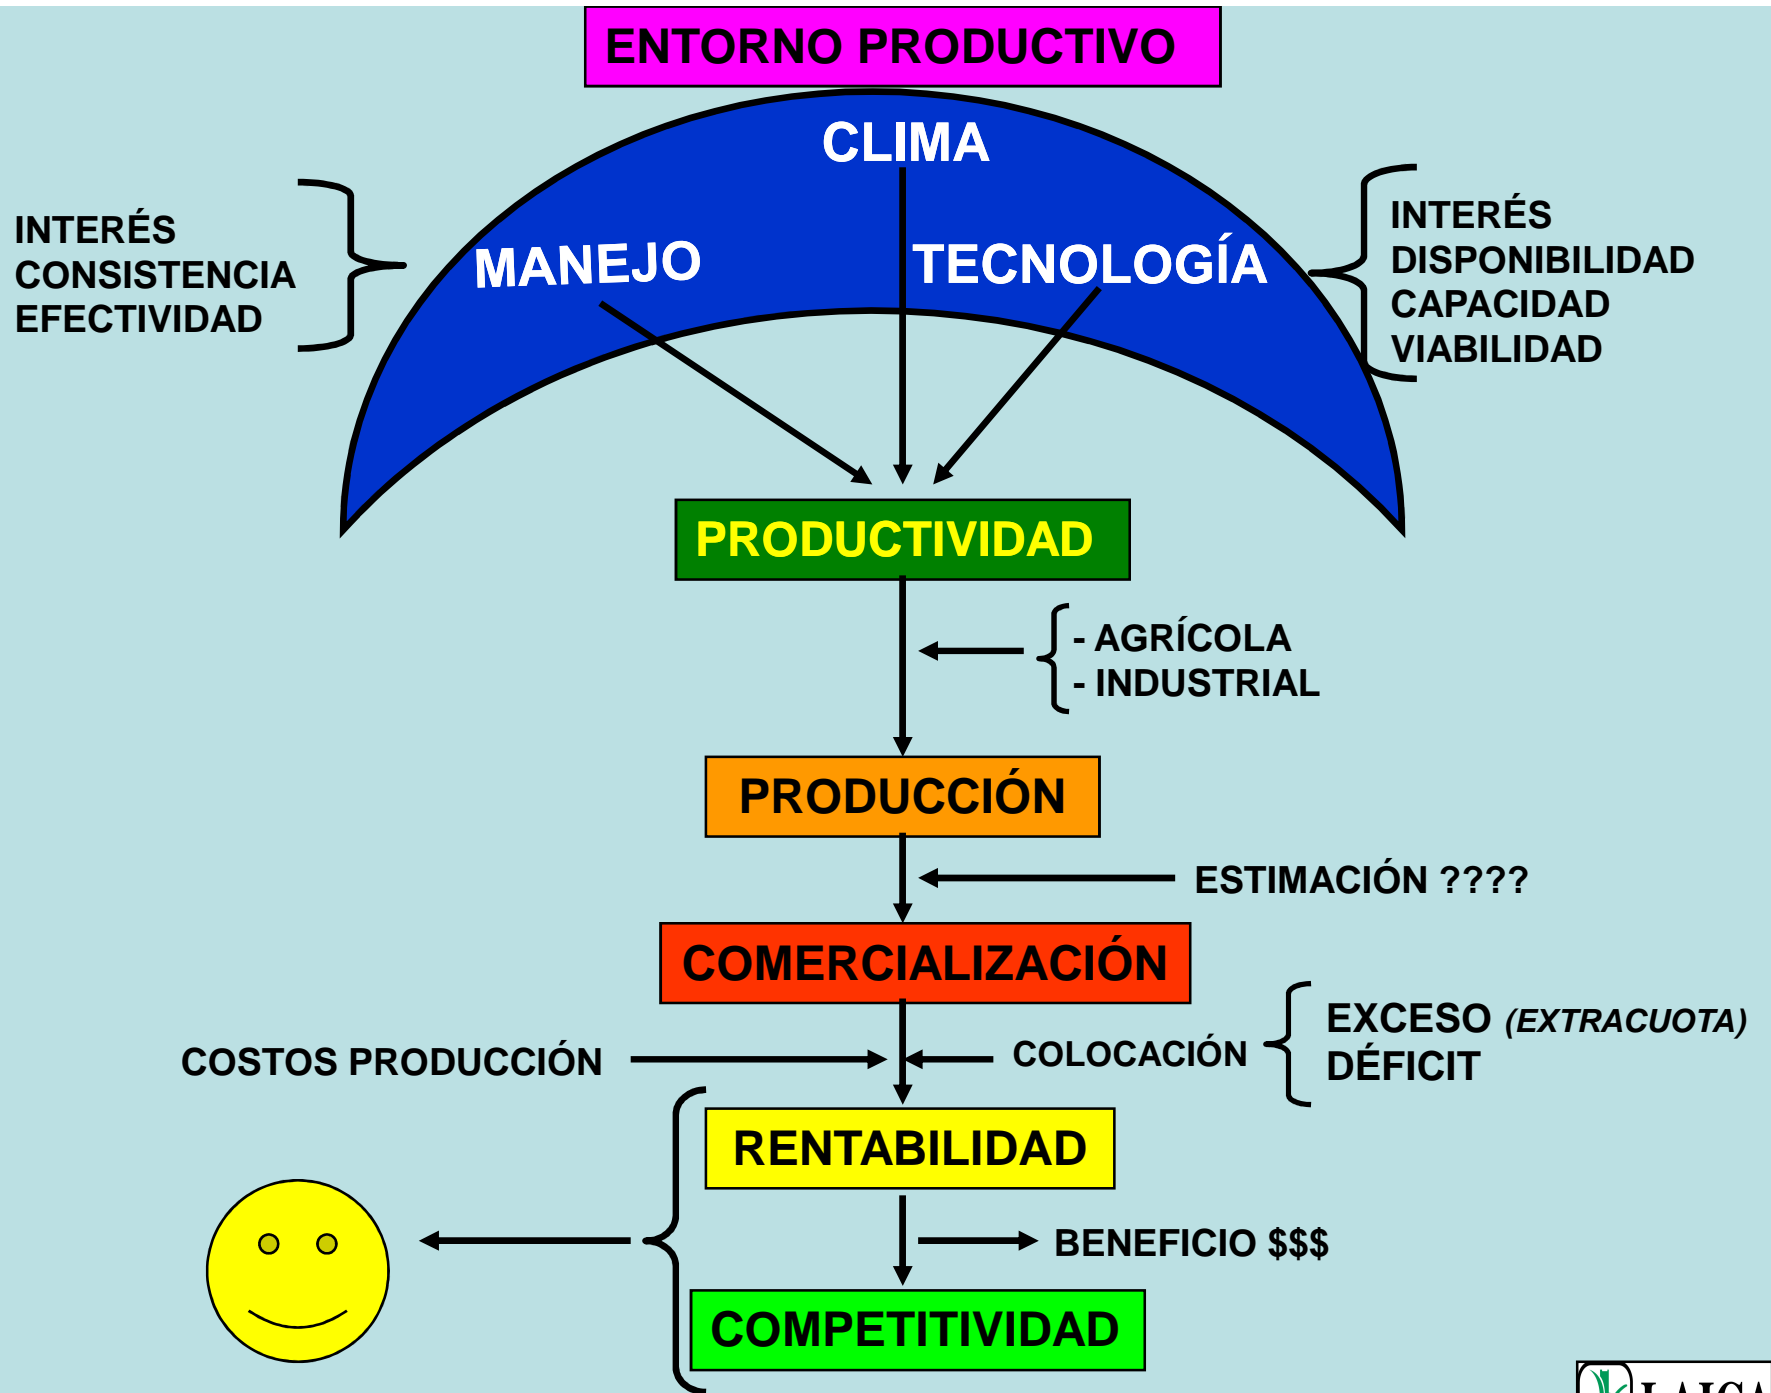 ENTORNO PRODUCTIVO
CLIMA
MANEJO
TECNOLOGÍA
INTERÉS
CONSISTENCIA
EFECTIVIDAD
INTERÉS
DISPONIBILIDAD
CAPACIDAD
VIABILIDAD
PRODUCTIVIDAD
- AGRÍCOLA
- INDUSTRIAL
PRODUCCIÓN
ESTIMACIÓN ????
COMERCIALIZACIÓN
COSTOS PRODUCCIÓN
COLOCACIÓN
EXCESO (EXTRACUOTA)
DÉFICIT
RENTABILIDAD
BENEFICIO $$$
COMPETITIVIDAD